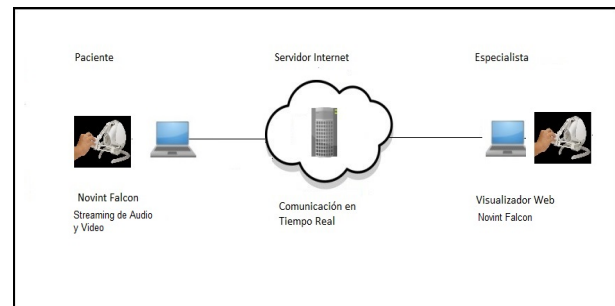 Paciente
Servidor Internet
Especialista
Novint Falcon
Streaming de Audio
y Video
Comunicación en
Tiempo Real
Visualizador Web
Novint Falcon